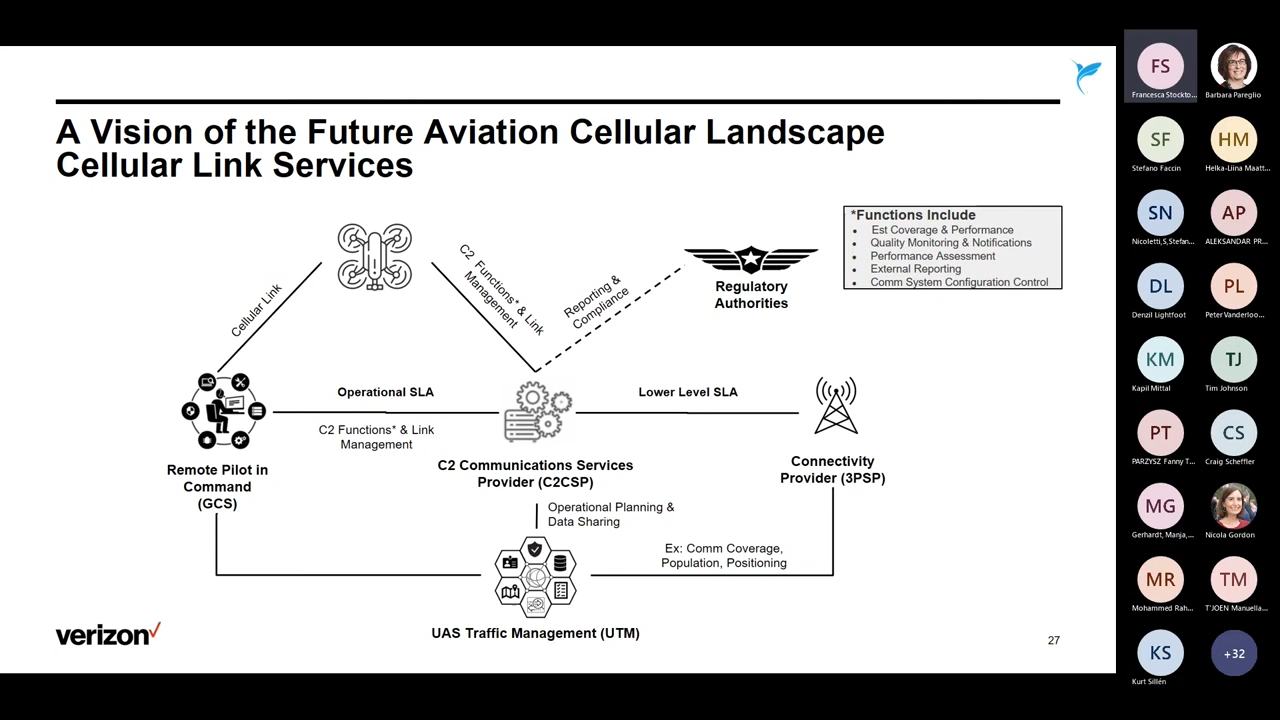 A Vision of the Future Aviation Cellular Landscape
Cellular Link Services
*Functions Include
Est Coverage & Performance
Quality Monitoring & Notifications
Performance Assessment
External Reporting
Comm System Configuration Control
Cellular Link
C2 Functions* & Link
Management
Reporting &
Compliance
Regulatory
Authorities
Operational SLA
C2 Functions* & Link
Management
Lower Level SLA
Remote Pilot in
Command
(GCS)
C2 Communications Services
Provider (C2CSP)
Connectivity
Provider (3PSP)
Operational Planning &
Data Sharing
Ex: Comm Coverage,
Population, Positioning
UAS Traffic Management (UTM)
verizon
27
FS
Francesca Stockto...
Barbara Pareglio
SF
Stefano Faccin
HM
Helka-Liina Maatt...
SN
Nicoletti,S,Stefan...
AP
ALEKSANDAR PR...
DL
Denzil Lightfoot
PL
Peter Vanderloo...
KM
Kapil Mittal
TJ
Tim Johnson
PT
PARZYSZ Fanny T...
CS
Craig Scheffler
MG
Gerhardt, Manja,...
Nicola Gordon
MR
Mohammed Rah...
TM
T'JOEN Manuella...
KS
Kurt Sillén
+32